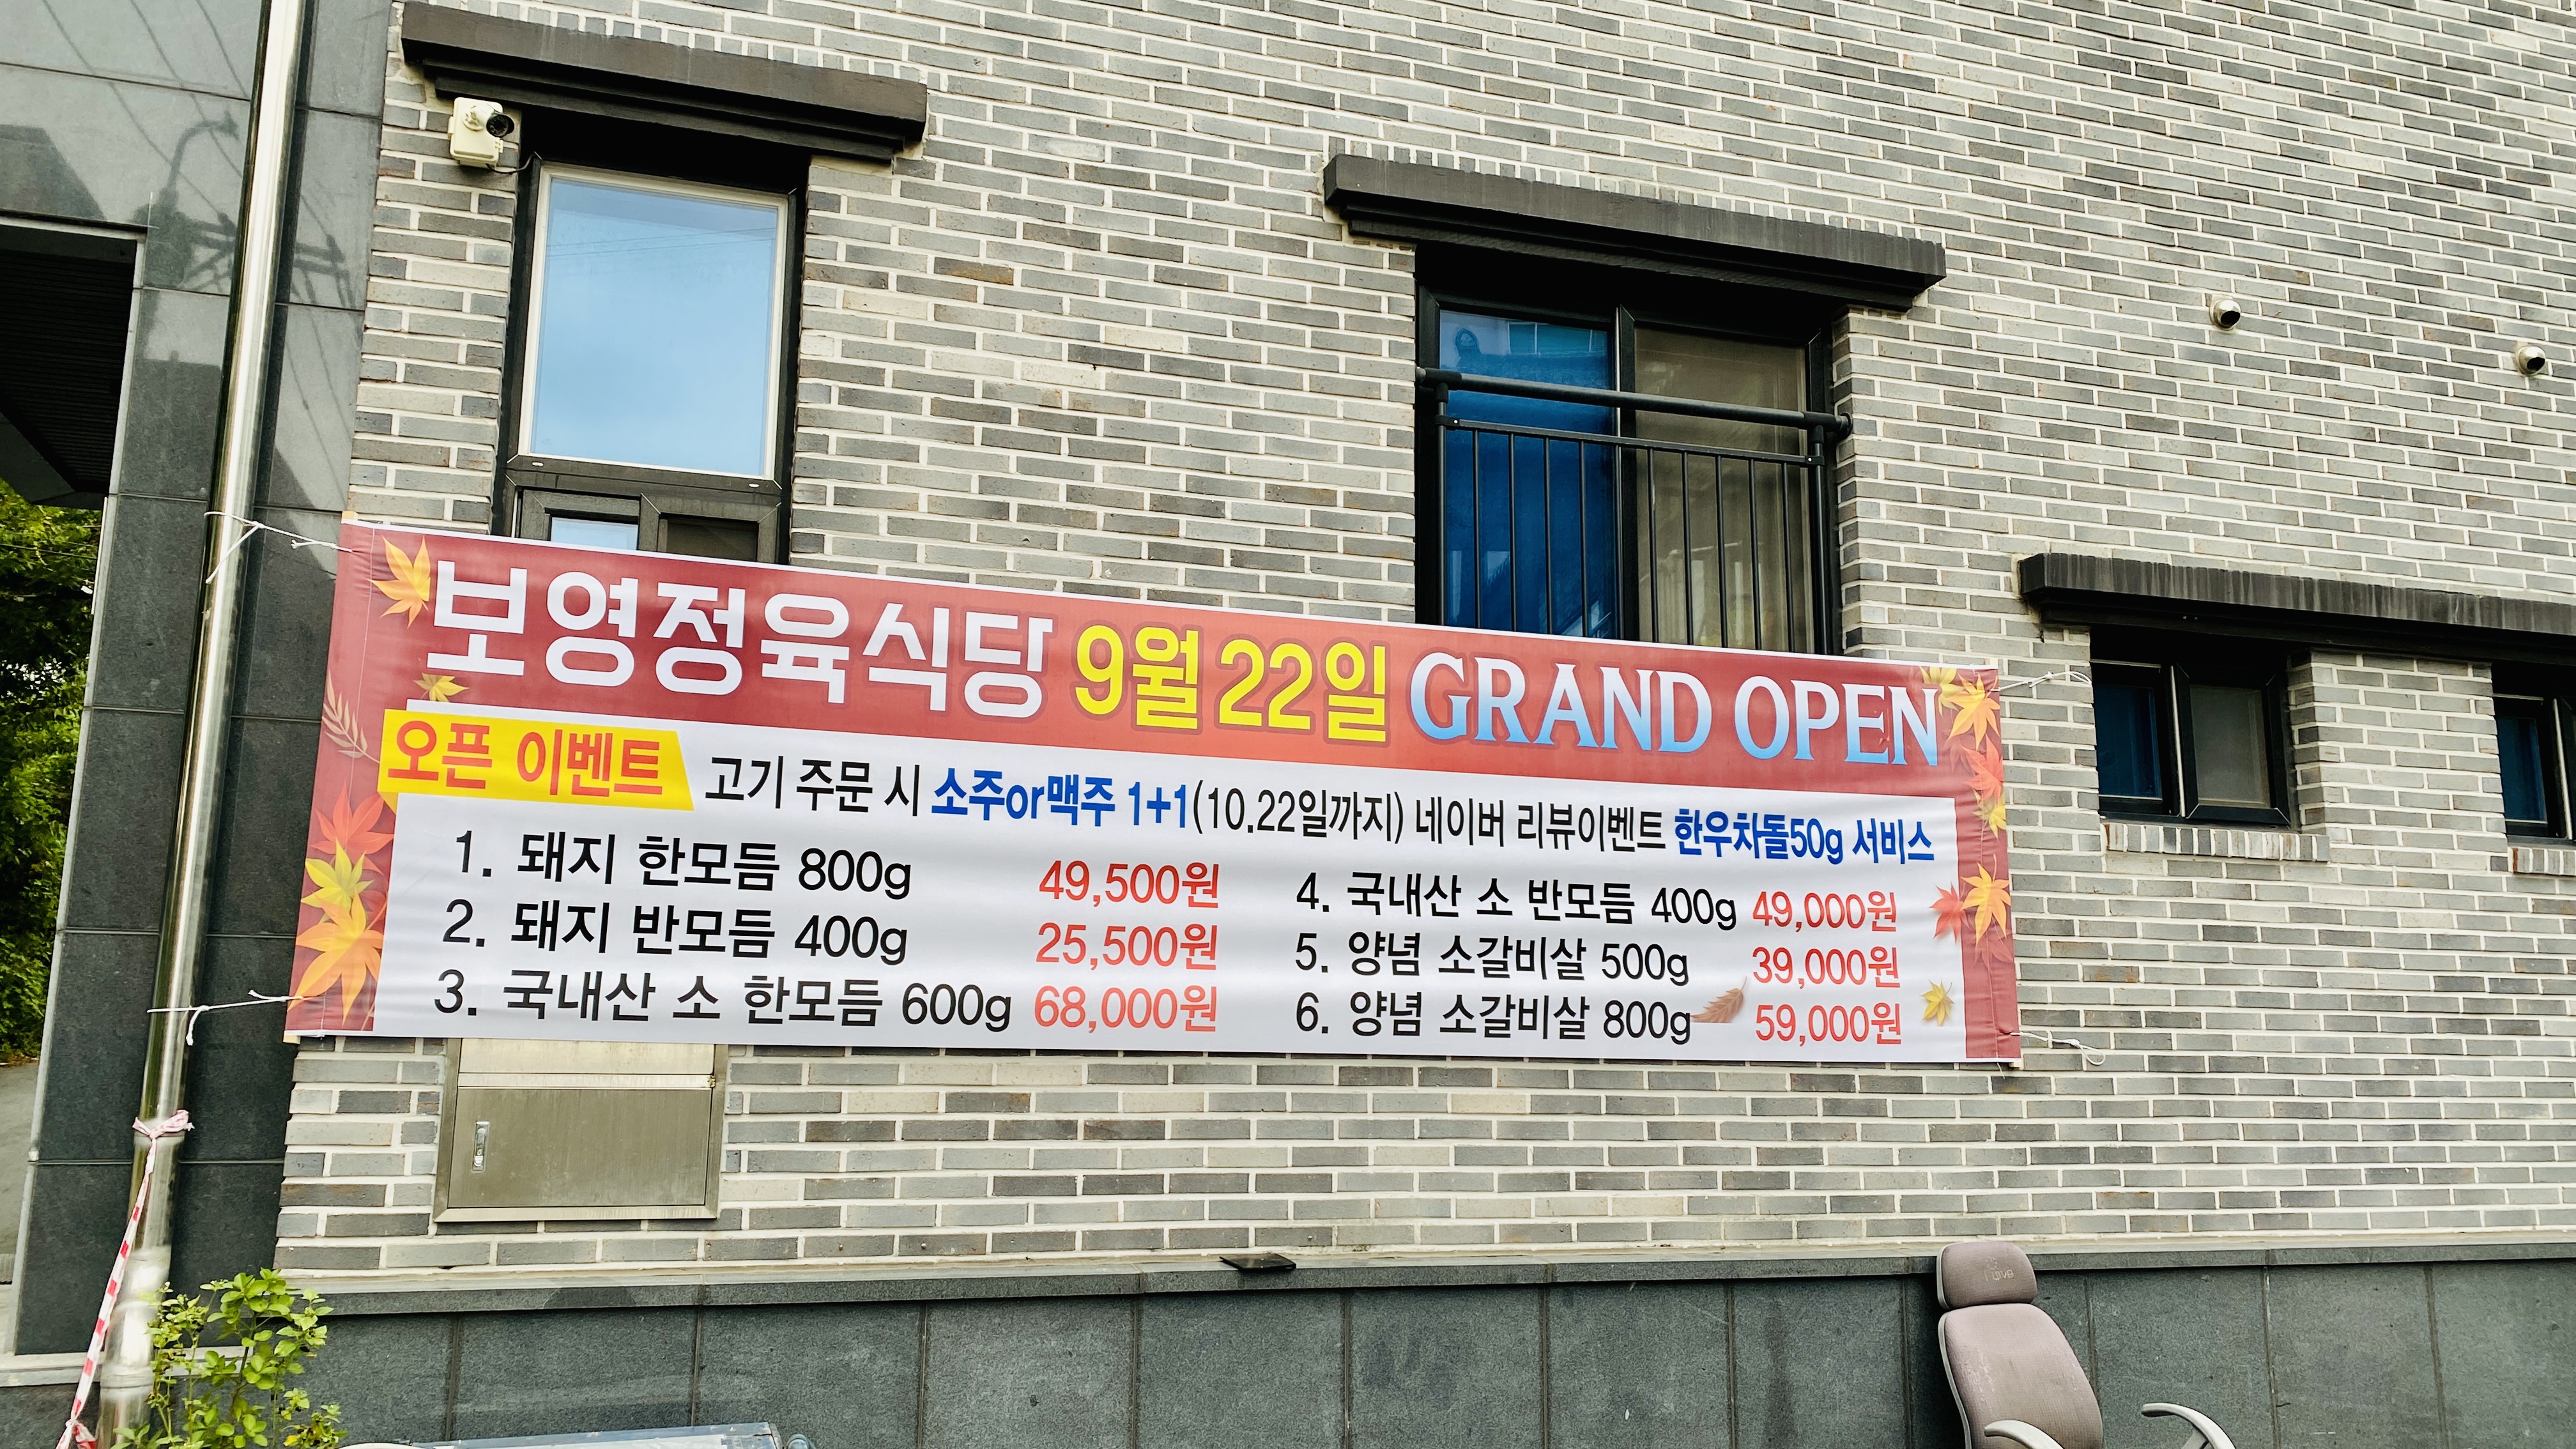 보영정육식당 9월 22일 GRAND OPEN
오픈 이벤트 고기 주문 시 소주or맥주 1+1(10.22일까지) 네이버 리뷰이벤트 한우차돌50g 서비스
1. 돼지 한모듬 800g 49,500원
2. 돼지 반모듬 400g 25,500원
3. 국내산 소 한모듬 600g 68,000원
4. 국내산 소 반모듬 400g 49,000원
5. 양념 소갈비살 500g 39,000원
6. 양념 소갈비살 800g 59,000원